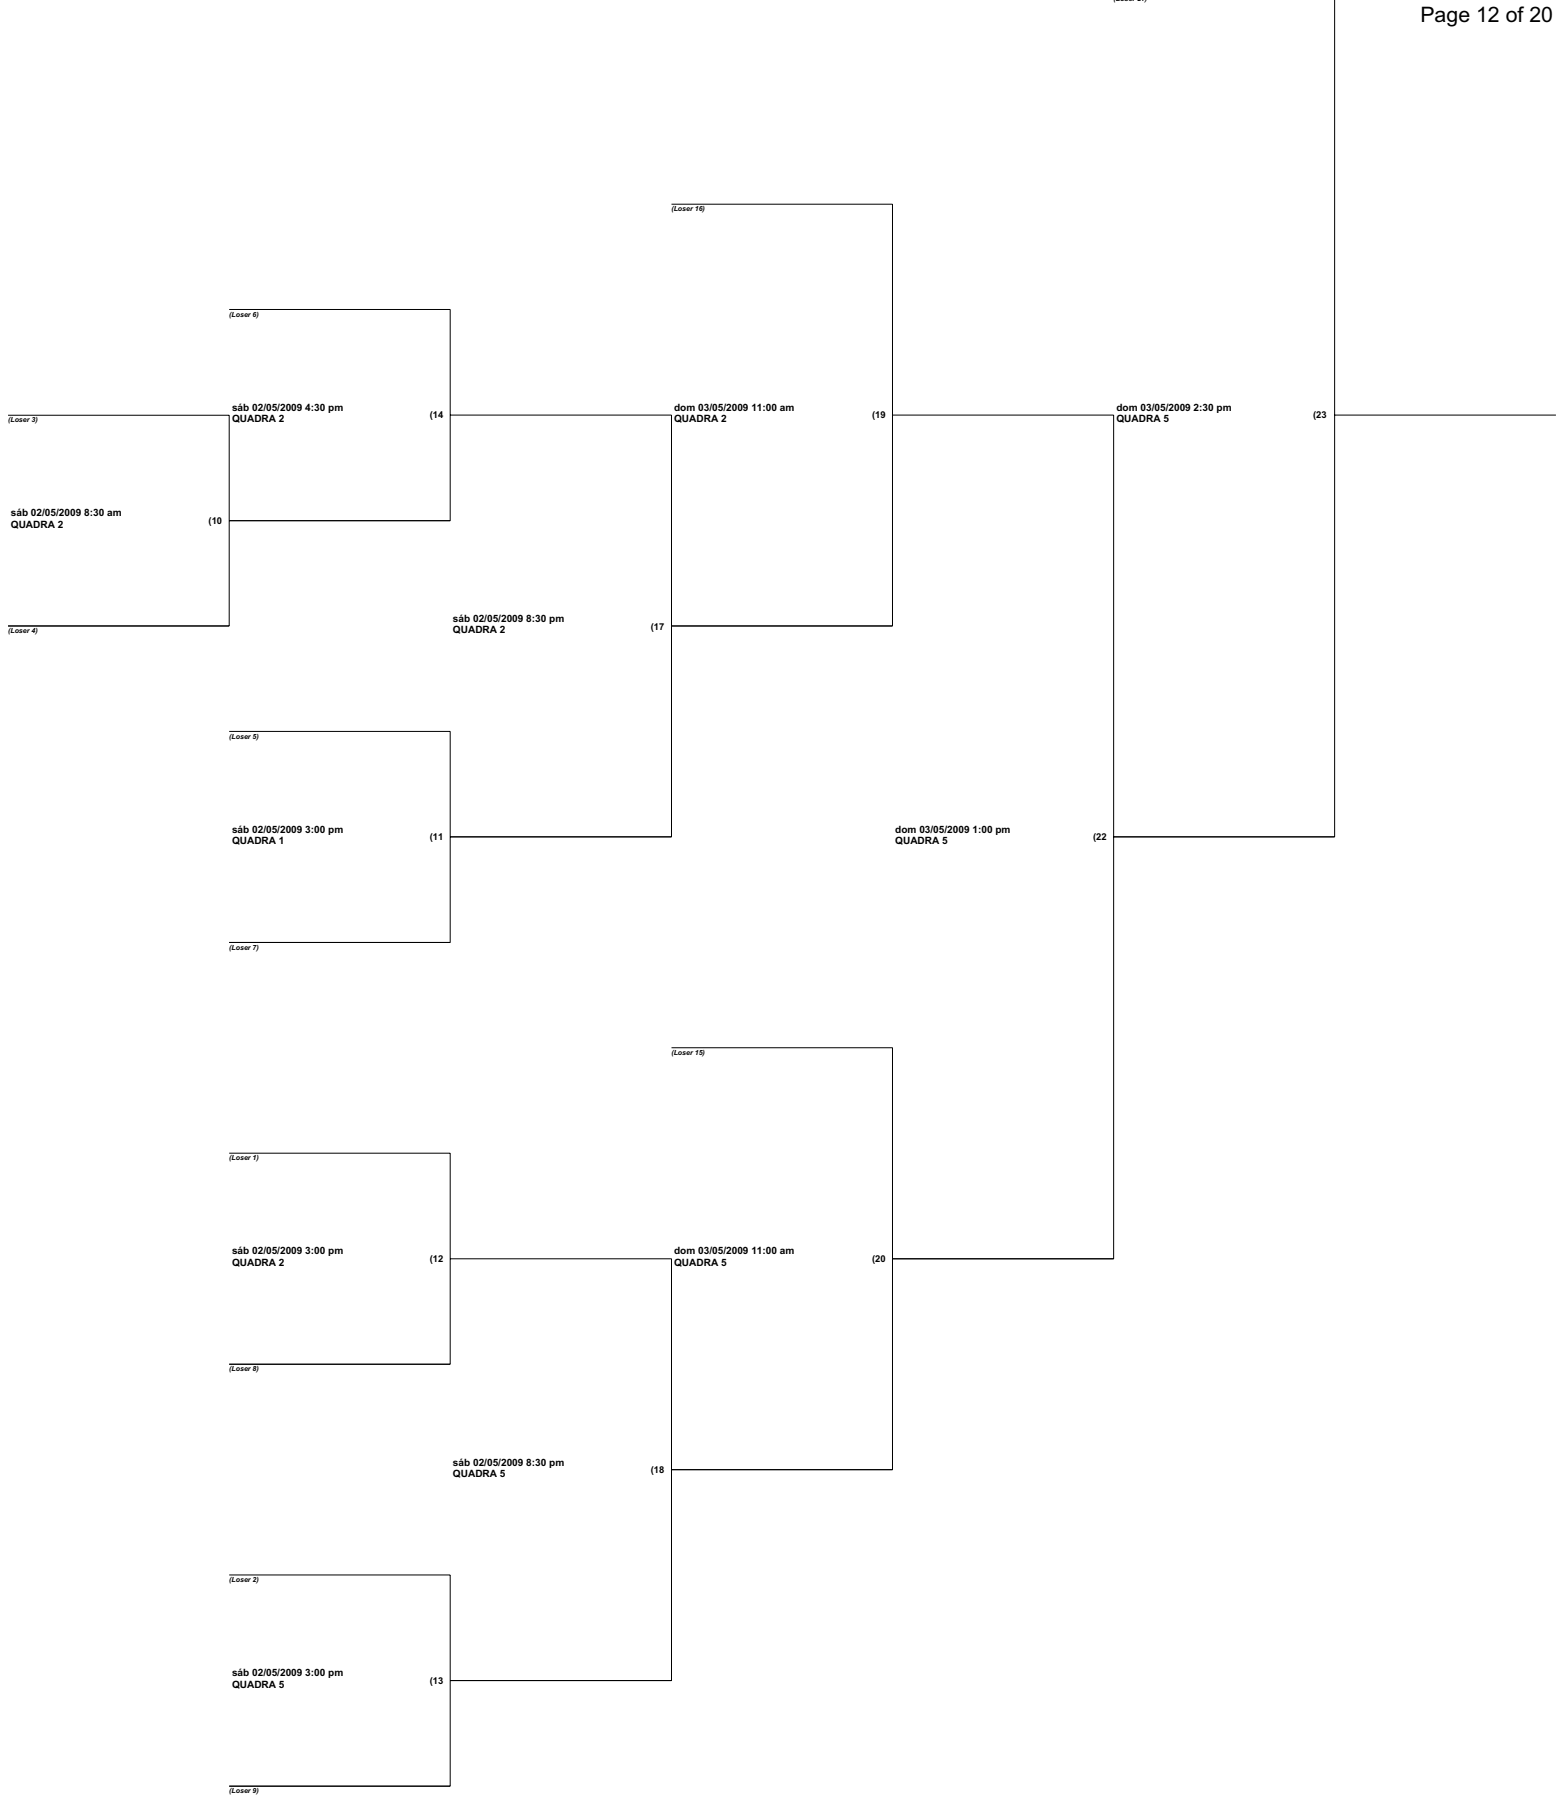 Page 12 of 20
(Loser 16)
(Loser 6)
sáb 02/05/2009 4:30 pm
QUADRA 2
(14
dom 03/05/2009 11:00 am
QUADRA 2
(19
dom 03/05/2009 2:30 pm
QUADRA 5
(23
(Loser 3)
sáb 02/05/2009 8:30 am
QUADRA 2
(10
sáb 02/05/2009 8:30 pm
QUADRA 2
(17
(Loser 4)
(Loser 5)
sáb 02/05/2009 3:00 pm
QUADRA 1
(11
dom 03/05/2009 1:00 pm
QUADRA 5
(22
(Loser 7)
(Loser 15)
(Loser 1)
sáb 02/05/2009 3:00 pm
QUADRA 2
(12
dom 03/05/2009 11:00 am
QUADRA 5
(20
(Loser 8)
sáb 02/05/2009 8:30 pm
QUADRA 5
(18
(Loser 2)
sáb 02/05/2009 3:00 pm
QUADRA 5
(13
(Loser 9)